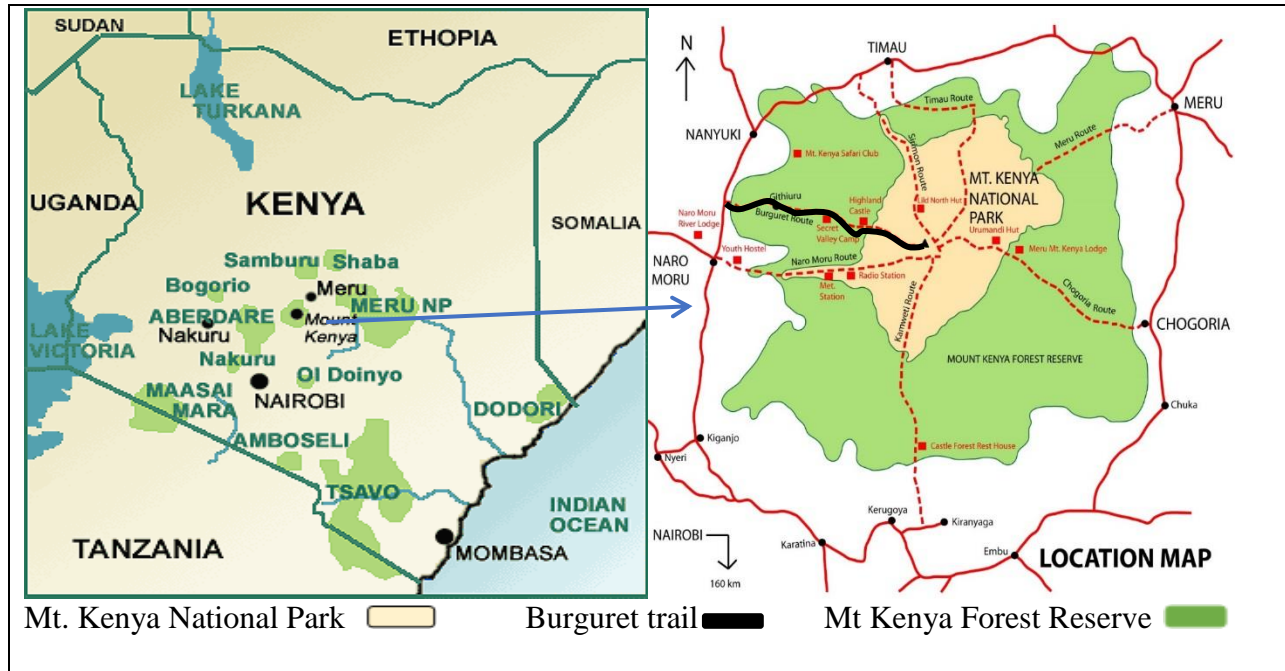 SUDAN
ETHOPIA
LAKE
TURKANA
UGANDA
KENYA
SOMALIA
Samburu
Shaba
Bogorio
Meru
MERU NP
ABERDARE
Mount
Kenya
Nakuru
LAKE
VICTORIA
Nakuru
Ol Doinyo
MAASAI
MARA
NAIROBI
DODORI
AMBOSELI
TSAVO
INDIAN
OCEAN
TANZANIA
MOMBASA
N
TIMAU
Timau Route
MERU
NANYUKI
Meru Route
Sirimon Route
Mt. Kenya Safari Club
MT. KENYA
NATIONAL
PARK
Githiuru
Highland
Castle
Burguret Route
Secret
Valley Camp
Urumandi Hut
Meru Mt. Kenya Lodge
Naro Moru
River Lodge
Youth Hostel
NARO
MORU
Naro Moru Route
Met.
Station
Radio Station
Chogoria Route
CHOGORIA
Kamweti Route
MOUNT KENYA FOREST RESERVE
Chuka
Kiganjo
Nyeri
Castle Forest Rest House
Kerugoya
Kiranyaga
NAIROBI
160 km
Karatina
Embu
LOCATION MAP
Mt. Kenya National Park
Burguret trail
Mt Kenya Forest Reserve